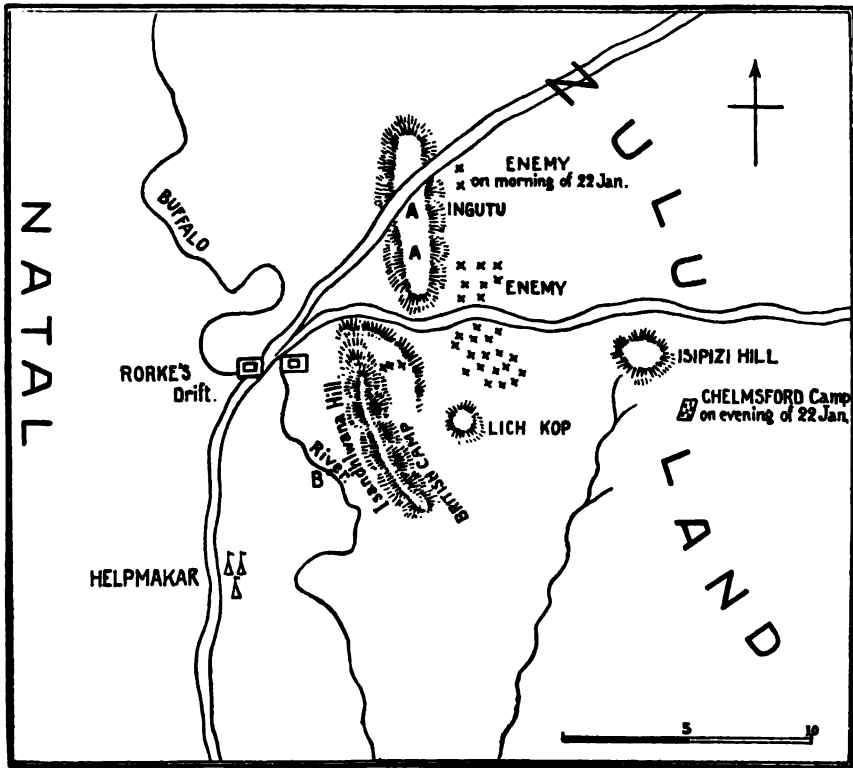 ZULU
LAND
NATAL
BUFFALO
ENEMY
on morning of 22 Jan.
INGUTU
A
A
ENEMY
RORKE'S
Drift.
ISIPIZI HILL
CHELMSFORD Camp
on evening of 22 Jan.
LICH KOP
Isandhlwana Hill
BRITISH CAMP
River
B
HELPMAKAR
5
10